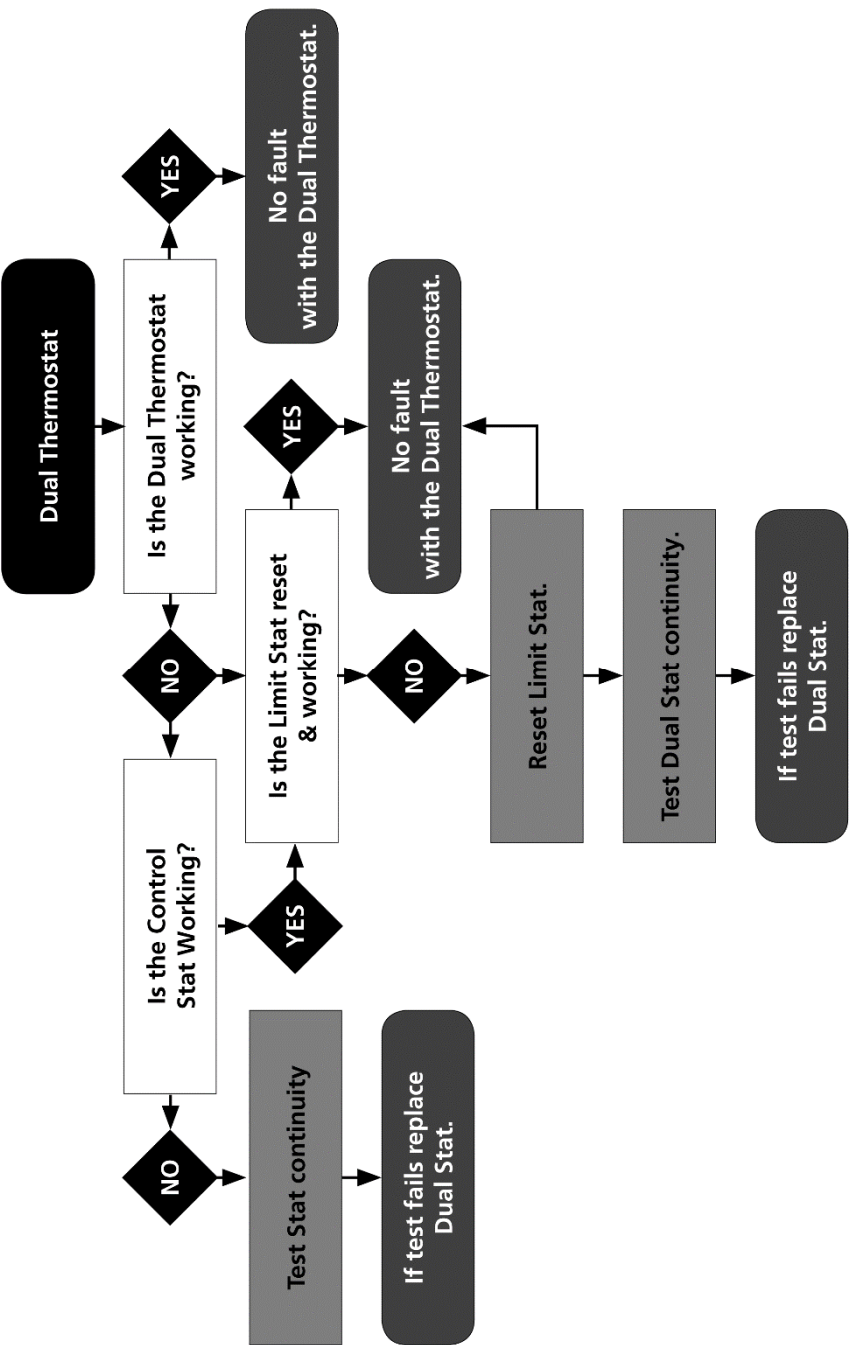 Dual Thermostat
Is the Dual Thermostat
working?
YES
No fault
with the Dual Thermostat.
NO
Is the Control
Stat Working?
YES
Is the Limit Stat reset
& working?
YES
No fault
with the Dual Thermostat.
NO
Test Stat continuity
If test fails replace
Dual Stat.
NO
Reset Limit Stat.
Test Dual Stat continuity.
If test fails replace
Dual Stat.